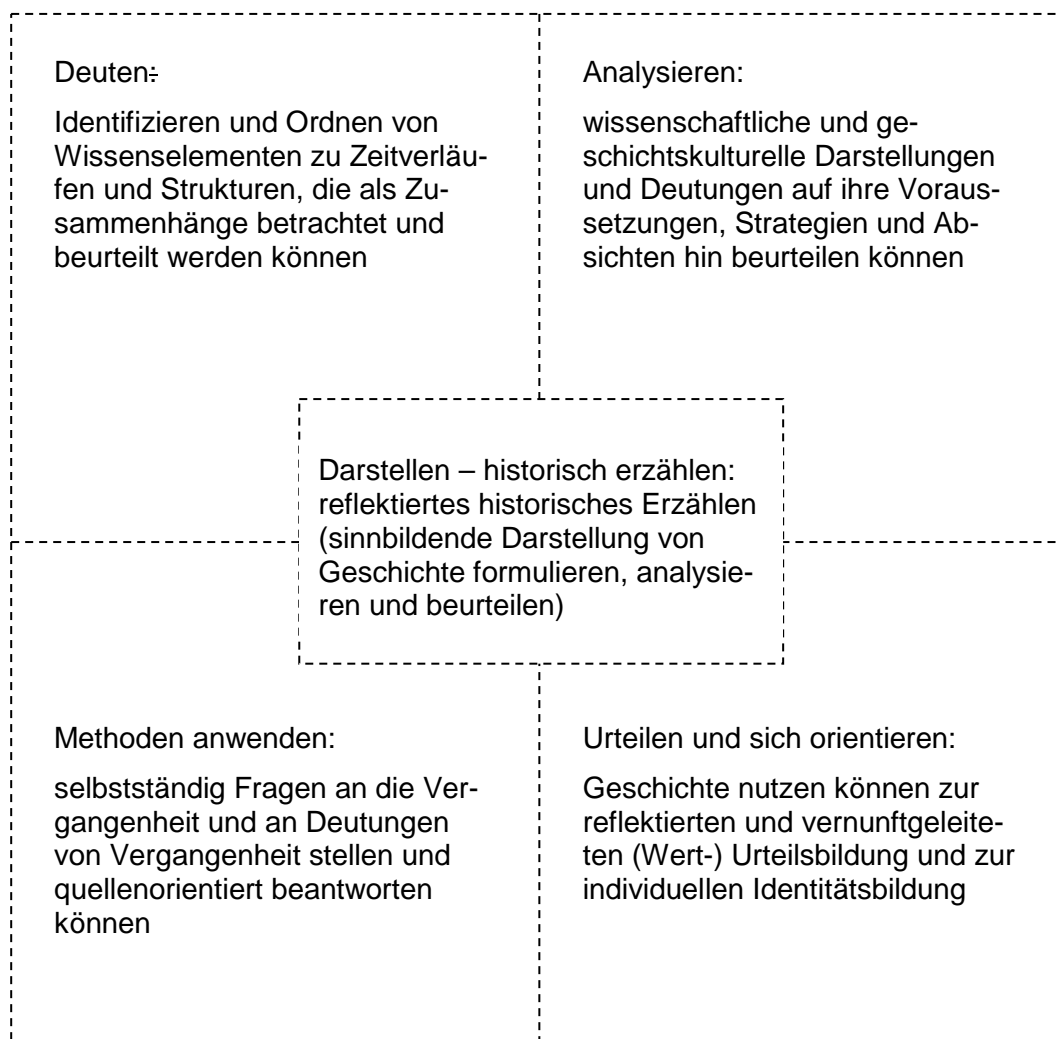 Deuten:
Identifizieren und Ordnen von
Wissenselementen zu Zeitverläu-
fen und Strukturen, die als Zu-
sammenhänge betrachtet und
beurteilt werden können
Analysieren:
wissenschaftliche und ge-
schichtskulturelle Darstellungen
und Deutungen auf ihre Voraus-
setzungen, Strategien und Ab-
sichten hin beurteilen können
Darstellen – historisch erzählen:
reflektiertes historisches Erzählen
(sinnbildende Darstellung von
Geschichte formulieren, analysie-
ren und beurteilen)
Methoden anwenden:
selbstständig Fragen an die Ver-
gangenheit und an Deutungen
von Vergangenheit stellen und
quellenorientiert beantworten
können
Urteilen und sich orientieren:
Geschichte nutzen können zur
reflektierten und vernunftgeleite-
ten (Wert-) Urteilsbildung und zur
individuellen Identitätsbildung